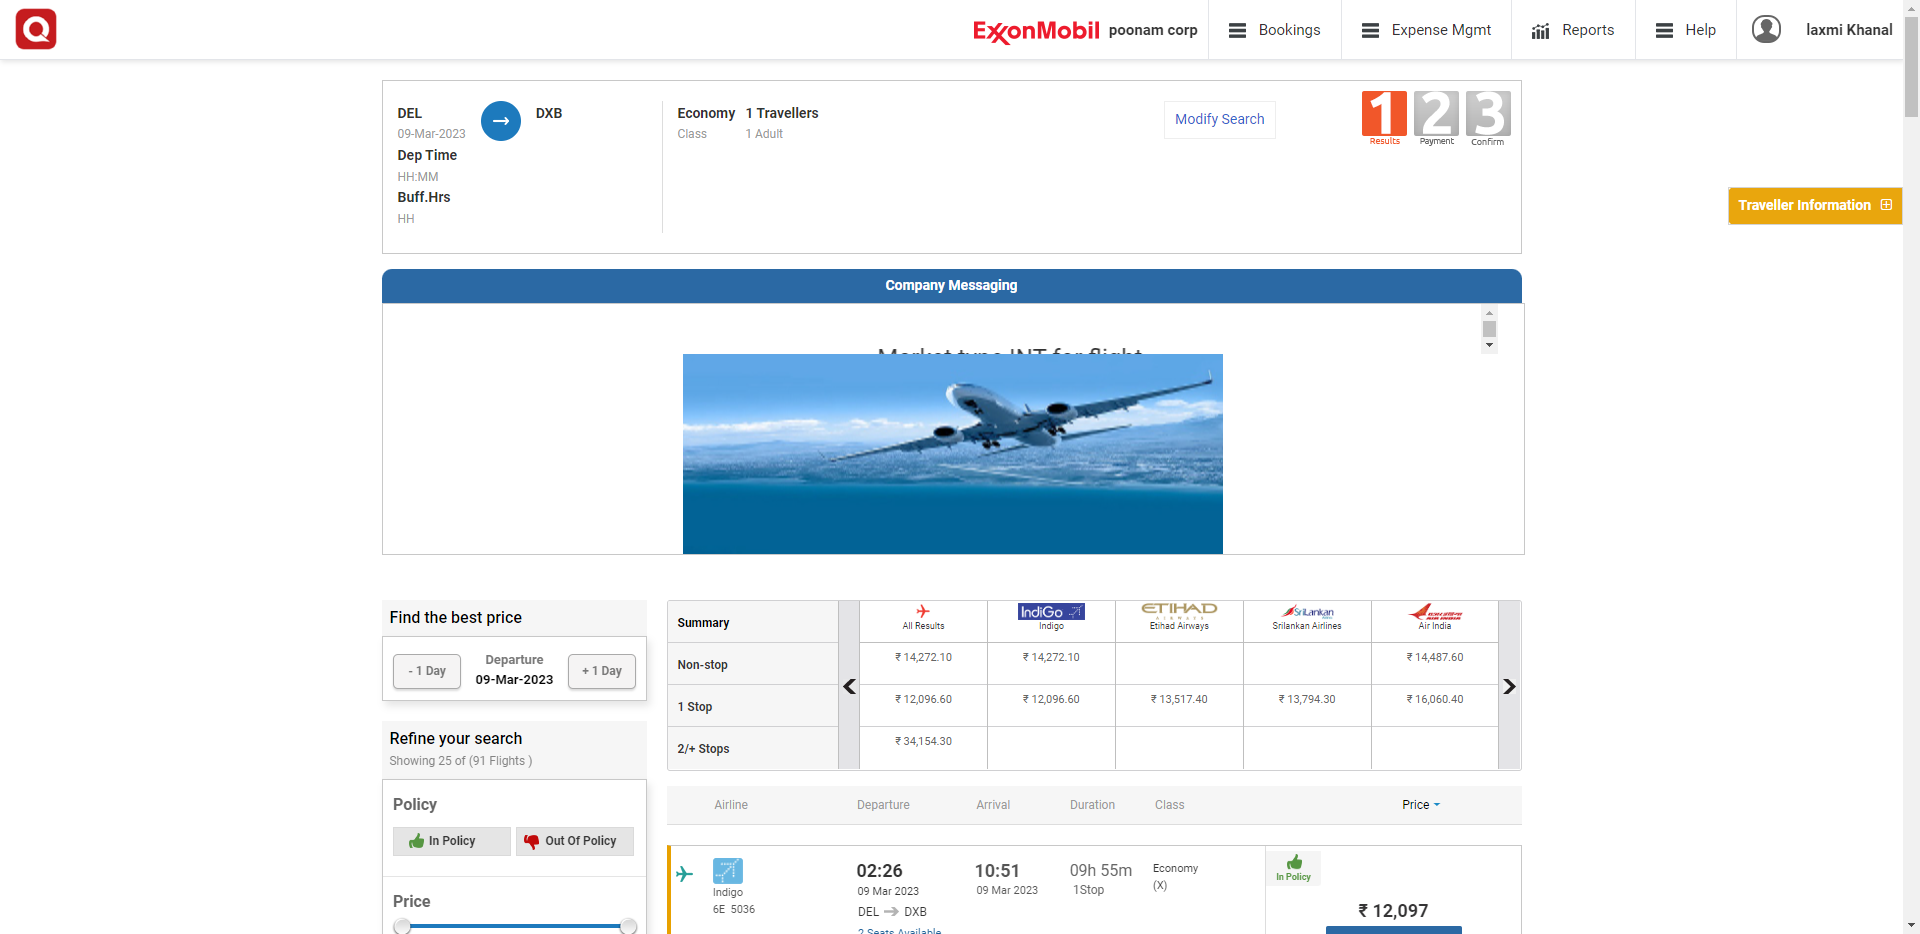 Q
ExxonMobil poonam corp Bookings Expense Mgmt Reports Help laxmi Khanal
DEL DXB Economy 1 Travellers
09-Mar-2023 Class 1 Adult
Dep Time
HH:MM
Buff.Hrs
HH
Modify Search
1 2 3
Results Payment Confirm
Traveller Information
Company Messaging
Market type INT for flight
Find the best price
- 1 Day Departure + 1 Day
09-Mar-2023
Refine your search
Showing 25 of (91 Flights )
Policy
In Policy Out Of Policy
Price
Summary All Results IndiGo Indigo ETIHAD AIRWAYS Etihad Airways SriLankan Srilankan Airlines AIR INDIA Air India
Non-stop ₹ 14,272.10 ₹ 14,272.10 ₹ 14,487.60
1 Stop ₹ 12,096.60 ₹ 12,096.60 ₹ 13,517.40 ₹ 13,794.30 ₹ 16,060.40
2/+ Stops ₹ 34,154.30
Airline Departure Arrival Duration Class Price
02:26 10:51 09h 55m Economy
Indigo 09 Mar 2023 09 Mar 2023 1Stop (X)
6E 5036 DEL DXB
2 Seats Available
In Policy
₹ 12,097